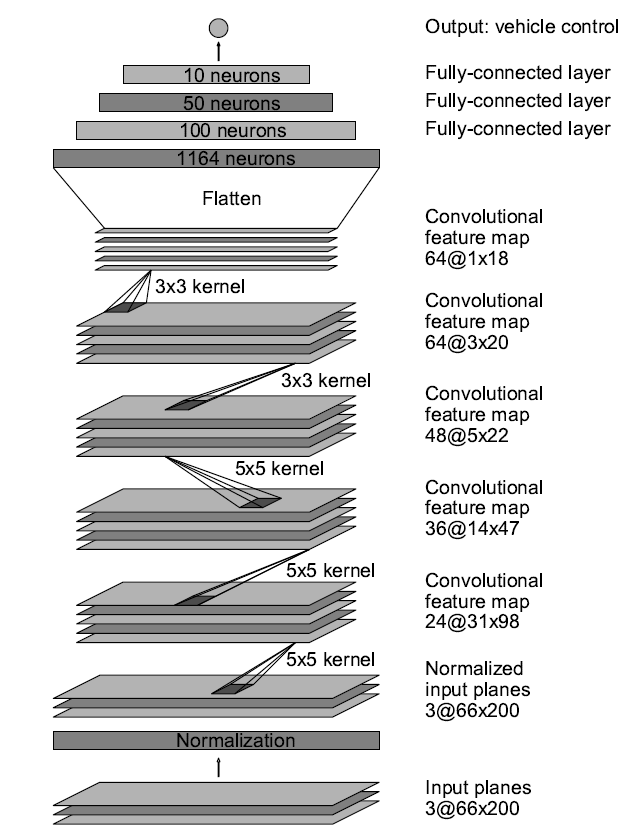 Output: vehicle control
10 neurons
Fully-connected layer
50 neurons
Fully-connected layer
100 neurons
Fully-connected layer
1164 neurons
Flatten
Convolutional
feature map
64@1x18
3x3 kernel
Convolutional
feature map
64@3x20
3x3 kernel
Convolutional
feature map
48@5x22
5x5 kernel
Convolutional
feature map
36@14x47
5x5 kernel
Convolutional
feature map
24@31x98
5x5 kernel
Normalized
input planes
3@66x200
Normalization
Input planes
3@66x200